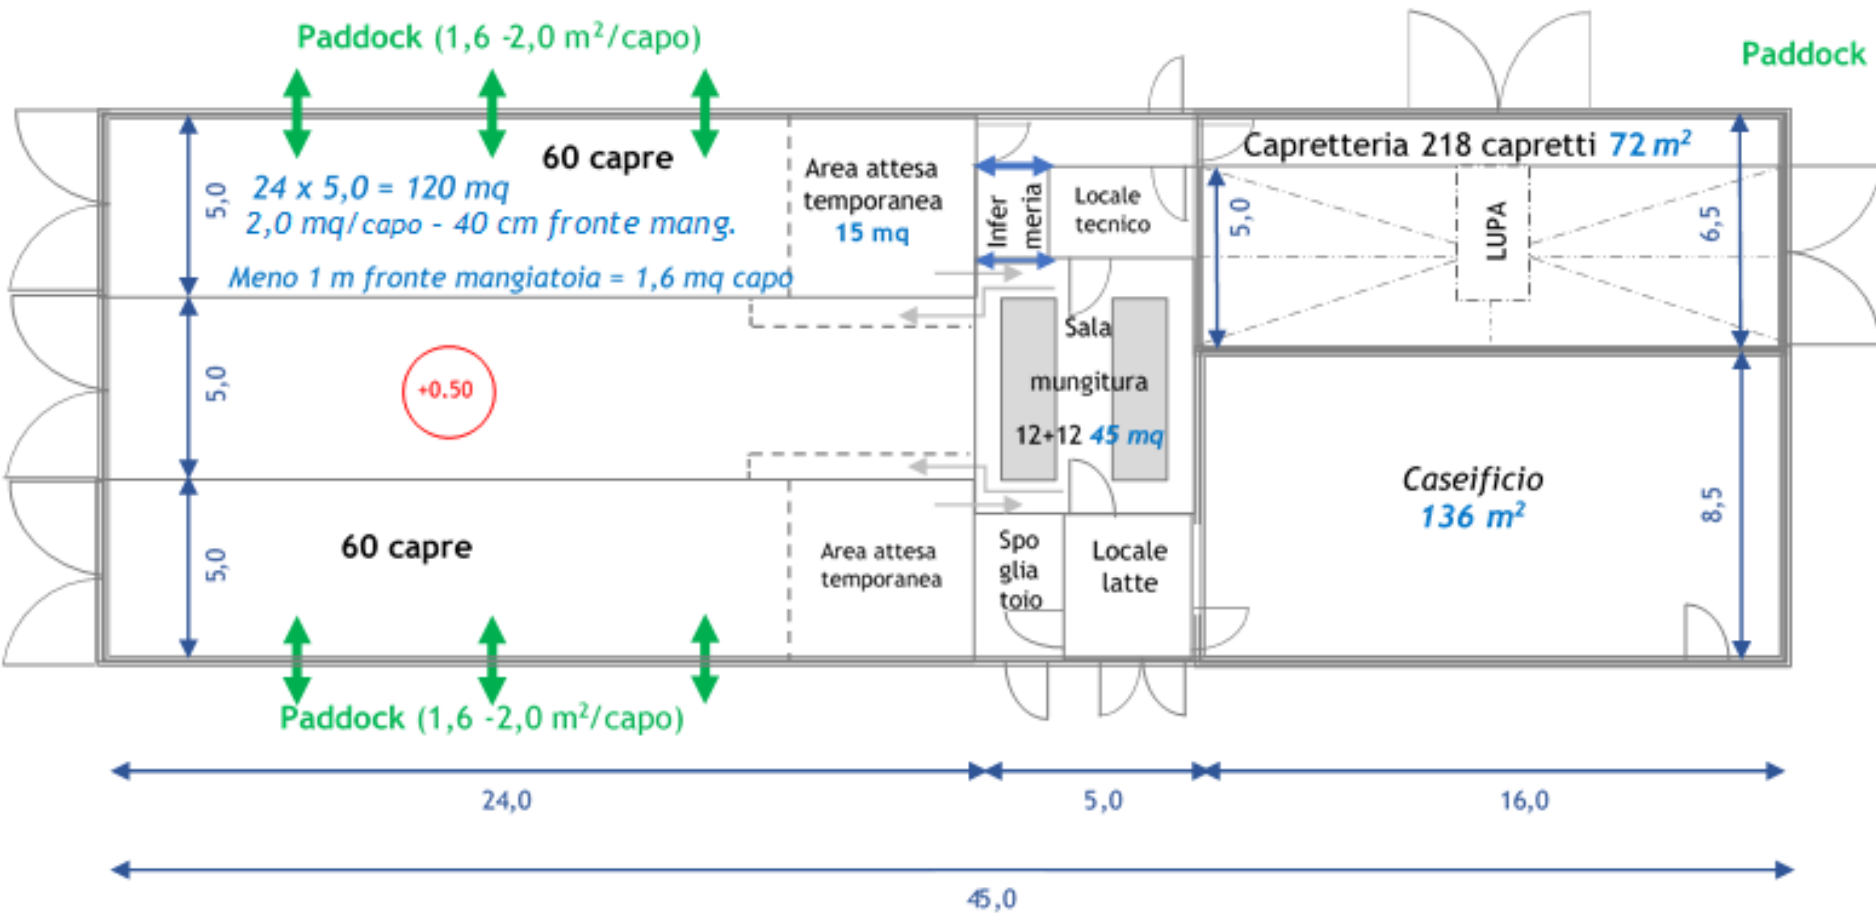 Paddock (1,6 -2,0 m²/capo)
Paddock
60 capre
24 x 5,0 = 120 mq
2,0 mq/capo - 40 cm fronte mang.
Meno 1 m fronte mangiatoia = 1,6 mq capo
5,0
Area attesa
temporanea
15 mq
Infer
meria
Locale
tecnico
Capretteria 218 capretti 72 m²
5,0
LUPA
6,5
5,0
+0.50
Sala
mungitura
12+12 45 mq
Caseificio
136 m²
8,5
5,0
60 capre
Area attesa
temporanea
Spo
glia
toio
Locale
latte
Paddock (1,6 -2,0 m²/capo)
24,0
5,0
16,0
45,0